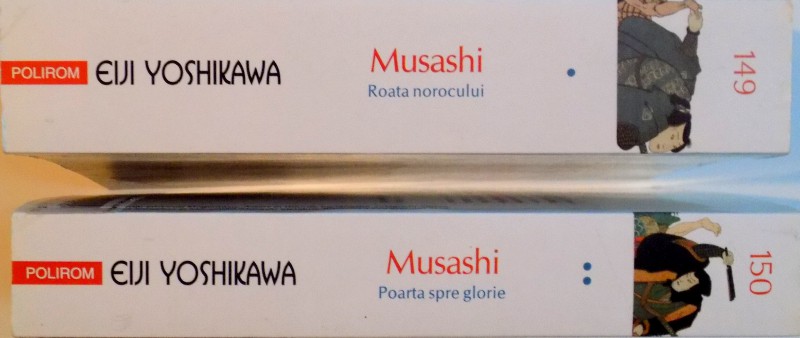 POLIROM EIJI YOSHIKAWA Musashi
Roata norocului
149
POLIROM EIJI YOSHIKAWA Musashi
Poarta spre glorie
150